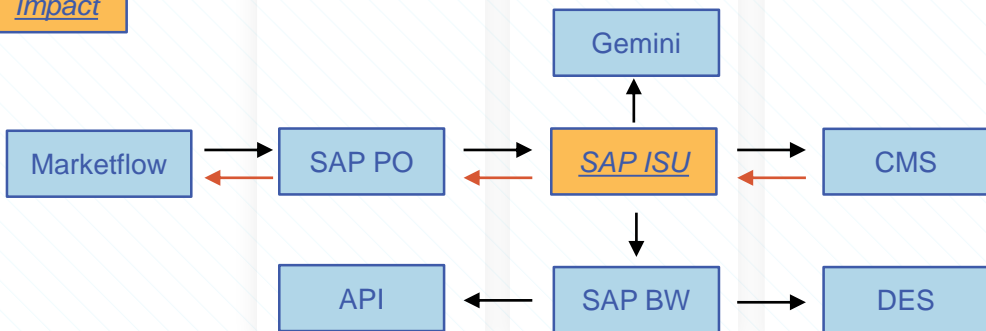 Impact
Gemini
Marketflow
SAP PO
SAP ISU
CMS
API
SAP BW
DES